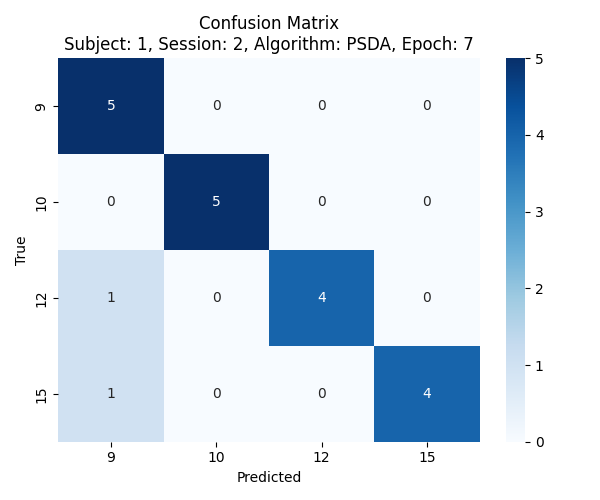 Confusion Matrix
Subject: 1, Session: 2, Algorithm: PSDA, Epoch: 7
True
9 5 0 0 0
10 0 5 0 0
12 1 0 4 0
15 1 0 0 4
9 10 12 15
Predicted
5
4
3
2
1
0